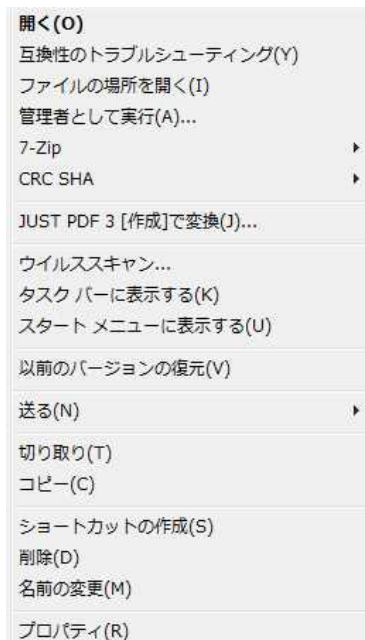 開く(O)
互換性のトラブルシューティング(Y)
ファイルの場所を開く(I)
管理者として実行(A)...
7-Zip
CRC SHA
JUST PDF 3 [作成]で変換(J)...
ウイルススキャン...
タスク バーに表示する(K)
スタート メニューに表示する(U)
以前のバージョンの復元(V)
送る(N)
切り取り(T)
コピー(C)
ショートカットの作成(S)
削除(D)
名前の変更(M)
プロパティ(R)